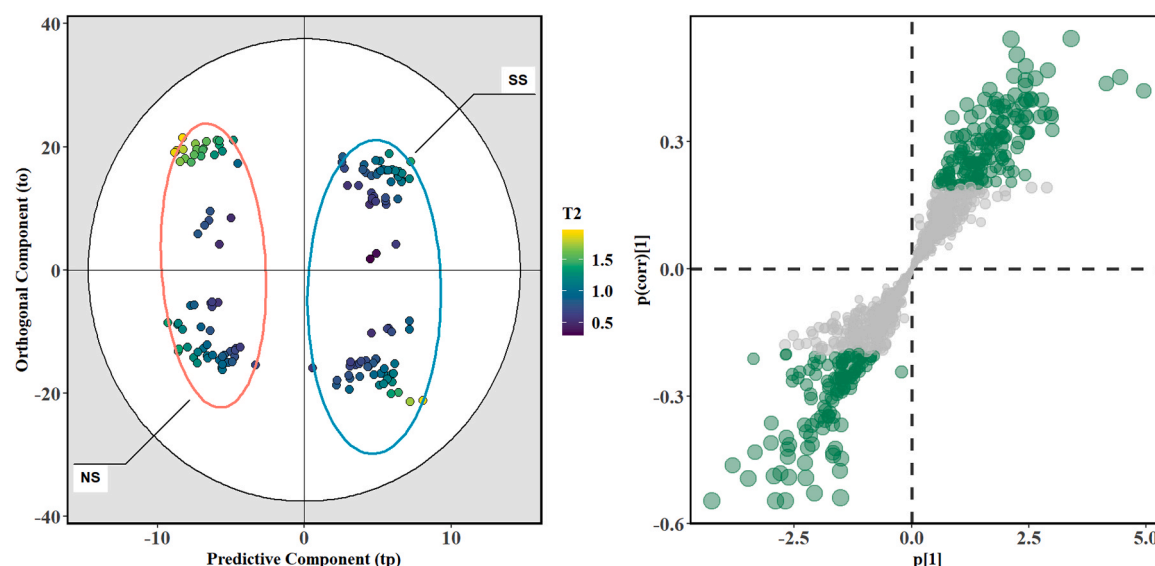 40
20
0
-20
-40
Orthogonal Component (to)
-10
0
10
Predictive Component (tp)
SS
NS
T2
1.5
1.0
0.5
0.3
0.0
-0.3
-0.6
p(corr)[1]
-2.5
0.0
2.5
5.0
p[1]